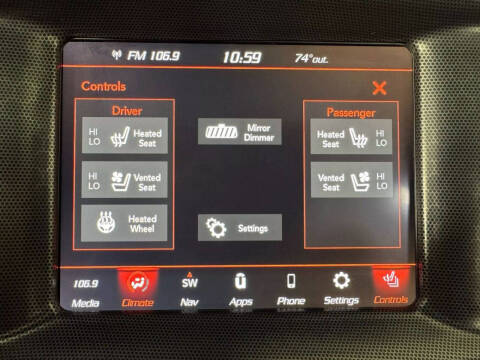 FM 106.9 10:59 74°out.
Controls X
Driver
HI
LO
Heated
Seat
HI
LO
Vented
Seat
Heated
Wheel
Mirror
Dimmer
Settings
Passenger
Heated
Seat
HI
LO
Vented
Seat
HI
LO
106.9
Media
Climate
SW
Nav
Apps
Phone
Settings
Controls